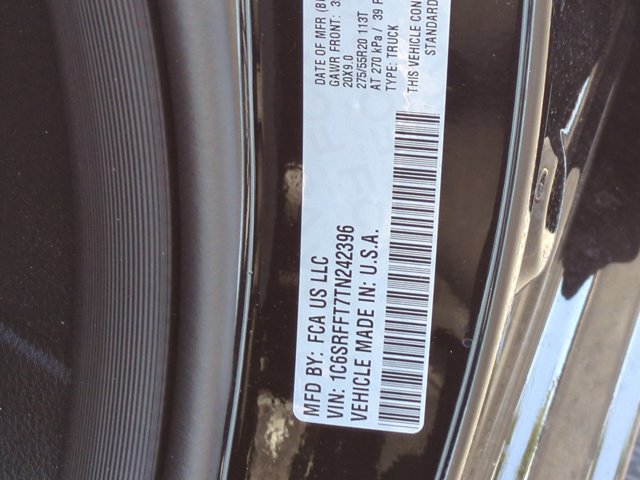 MFD BY: FCA US LLC
VIN: 1C6SRFFT7TN242396
VEHICLE MADE IN: U.S.A.
DATE OF MFR
GAWR FRONT:
20X9.0
275/55R20 113T
AT 270 kPa / 39
TYPE: TRUCK
THIS VEHICLE
STANDARD